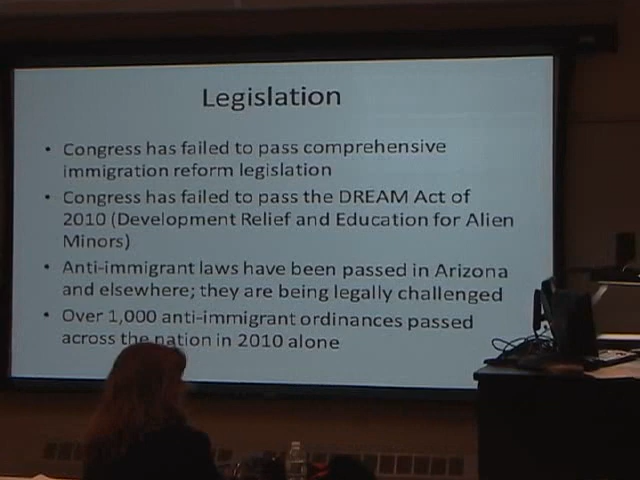 Legislation
• Congress has failed to pass comprehensive
immigration reform legislation
• Congress has failed to pass the DREAM Act of
2010 (Development Relief and Education for Alien
Minors)
• Anti-immigrant laws have been passed in Arizona
and elsewhere; they are being legally challenged
• Over 1,000 anti-immigrant ordinances passed
across the nation in 2010 alone